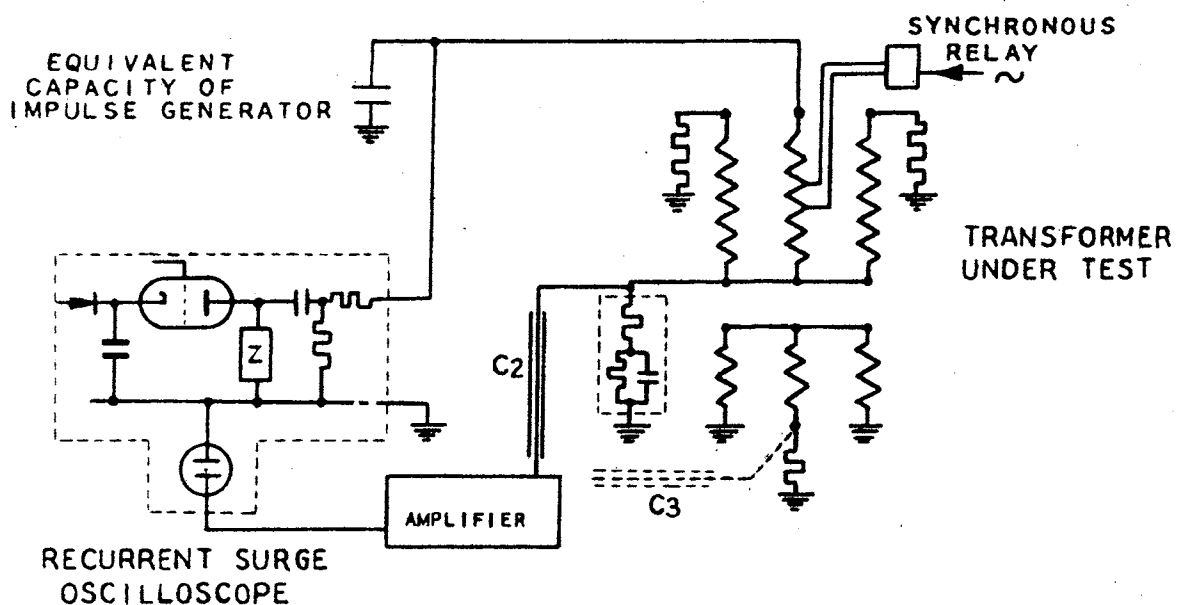 SYNCHRONOUS
RELAY
~
EQUIVALENT
CAPACITY OF
IMPULSE GENERATOR
TRANSFORMER
UNDER TEST
Z
C2
C3
AMPLIFIER
RECURRENT SURGE
OSCILLOSCOPE